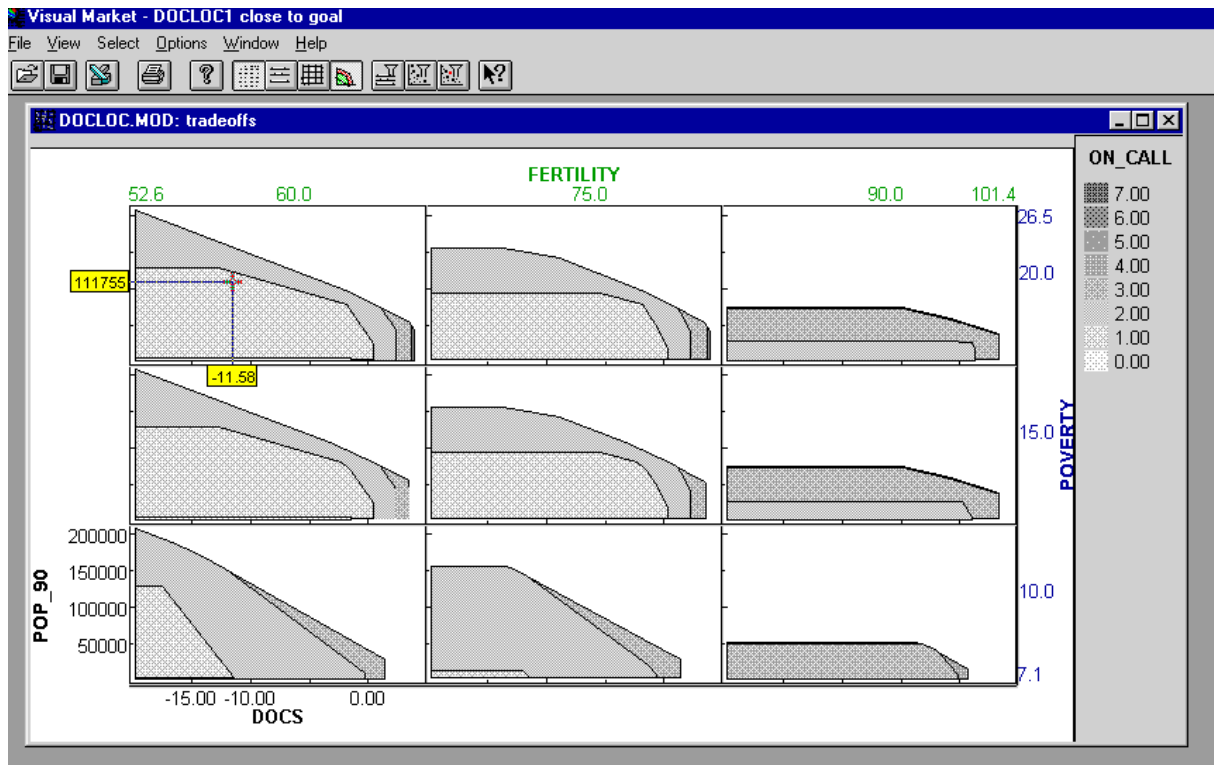 Visual Market - DOCLOC1 close to goal
File View Select Options Window Help
DOCLOC.MOD: tradeoffs
ON_CALL
7.00
6.00
5.00
4.00
3.00
2.00
1.00
0.00
FERTILITY
52.6 60.0 75.0 90.0 101.4
26.5
20.0
15.0
10.0
7.1
POVERTY
111755
-11.58
200000
150000
100000
50000
POP_90
-15.00 -10.00 0.00
DOCS